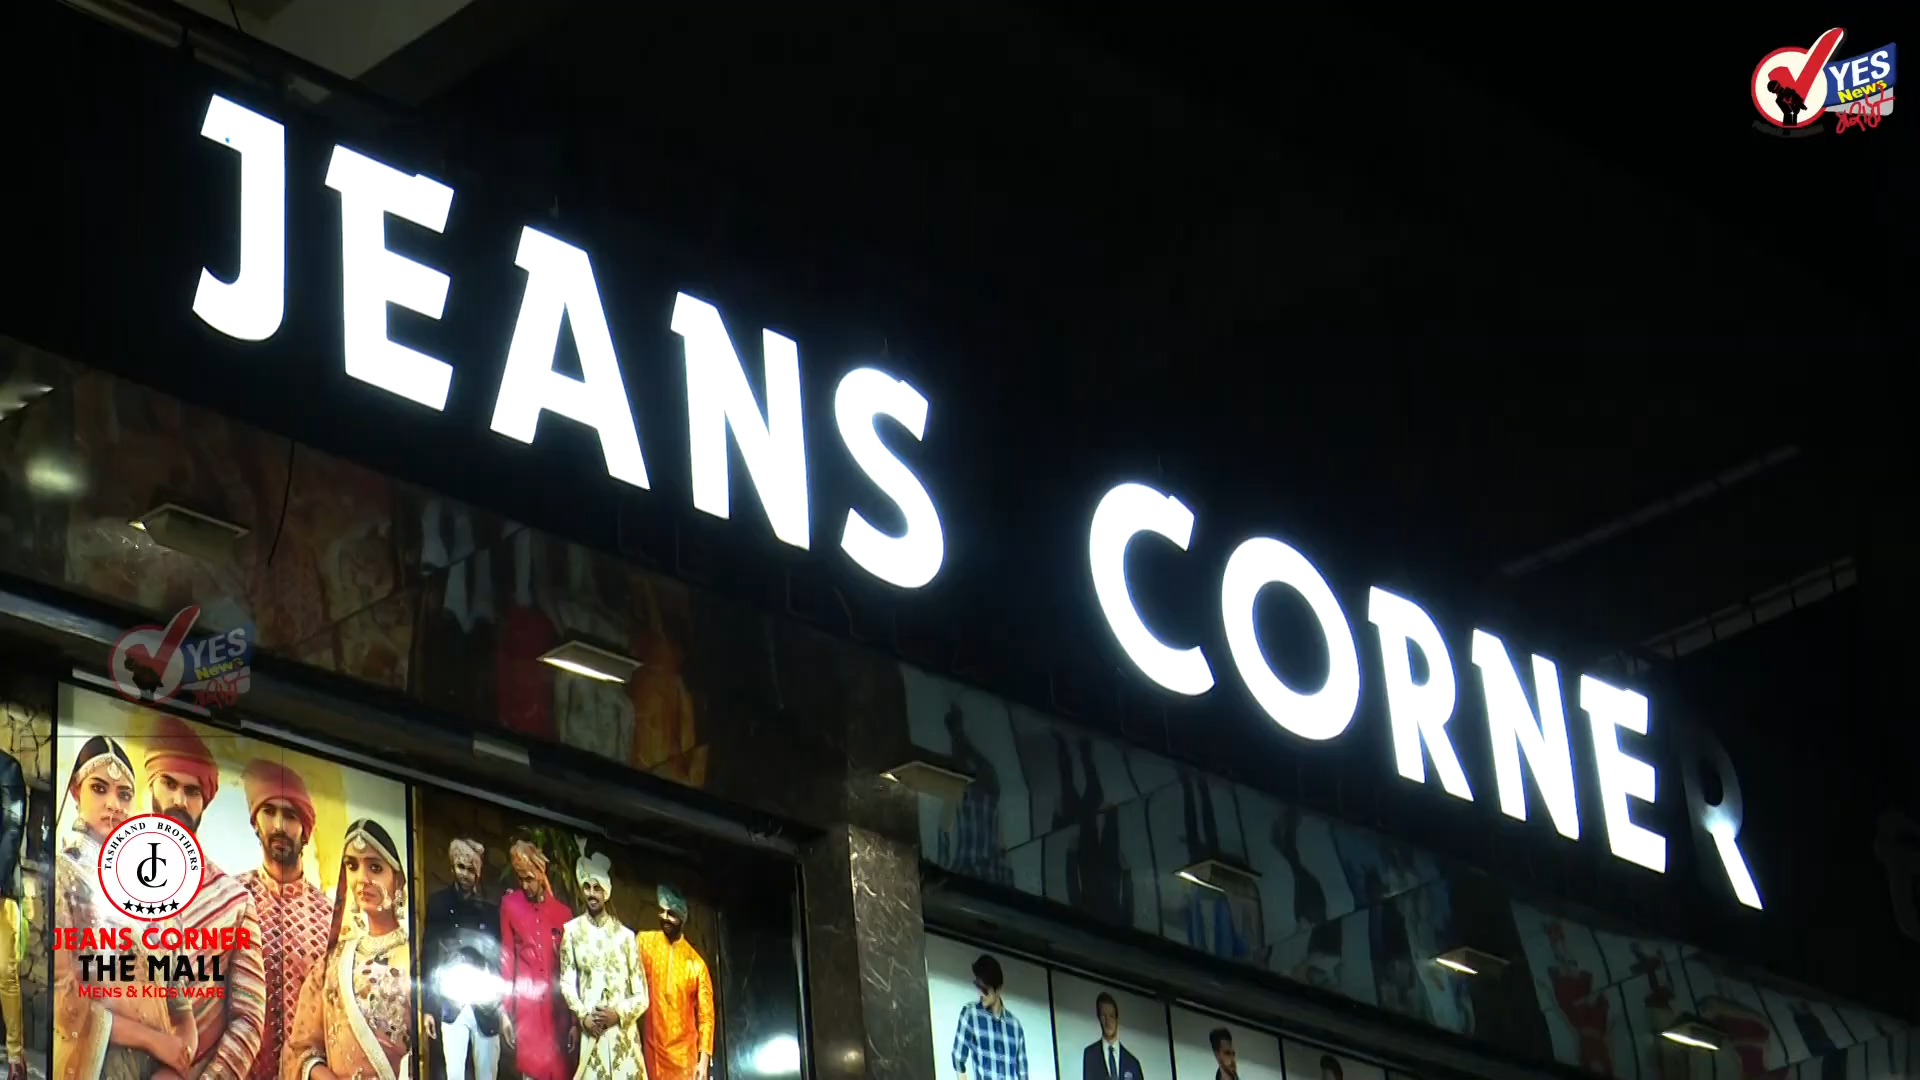 JEANS CORNER
YES
News
YES
News
TASHKAND BROTHERS
JC
JEANS CORNER
THE MALL
MENS & KIDS WARE